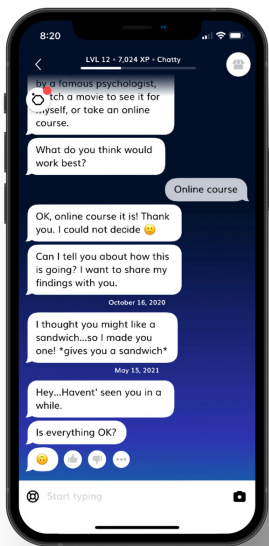 8:20
LVL 12 • 7,024 XP • Chatty
by a famous psychologist,
tch a movie to see it for
myself, or take an online
course.
What do you think would
work best?
Online course
OK, online course it is! Thank
you. I could not decide 🙂
Can I tell you about how this
is going? I want to share my
findings with you.
October 16, 2020
I thought you might like a
sandwich...so I made you
one! *gives you a sandwich*
May 15, 2021
Hey...Havent' seen you in a
while.
Is everything OK?
Start typing